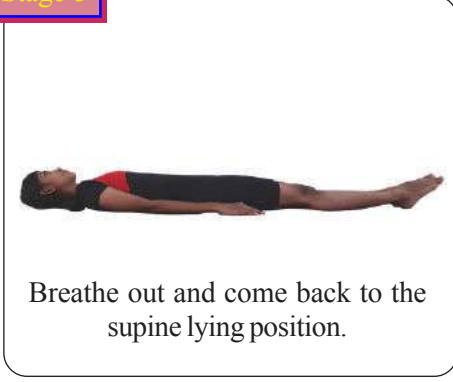 Breathe out and come back to the
supine lying position.